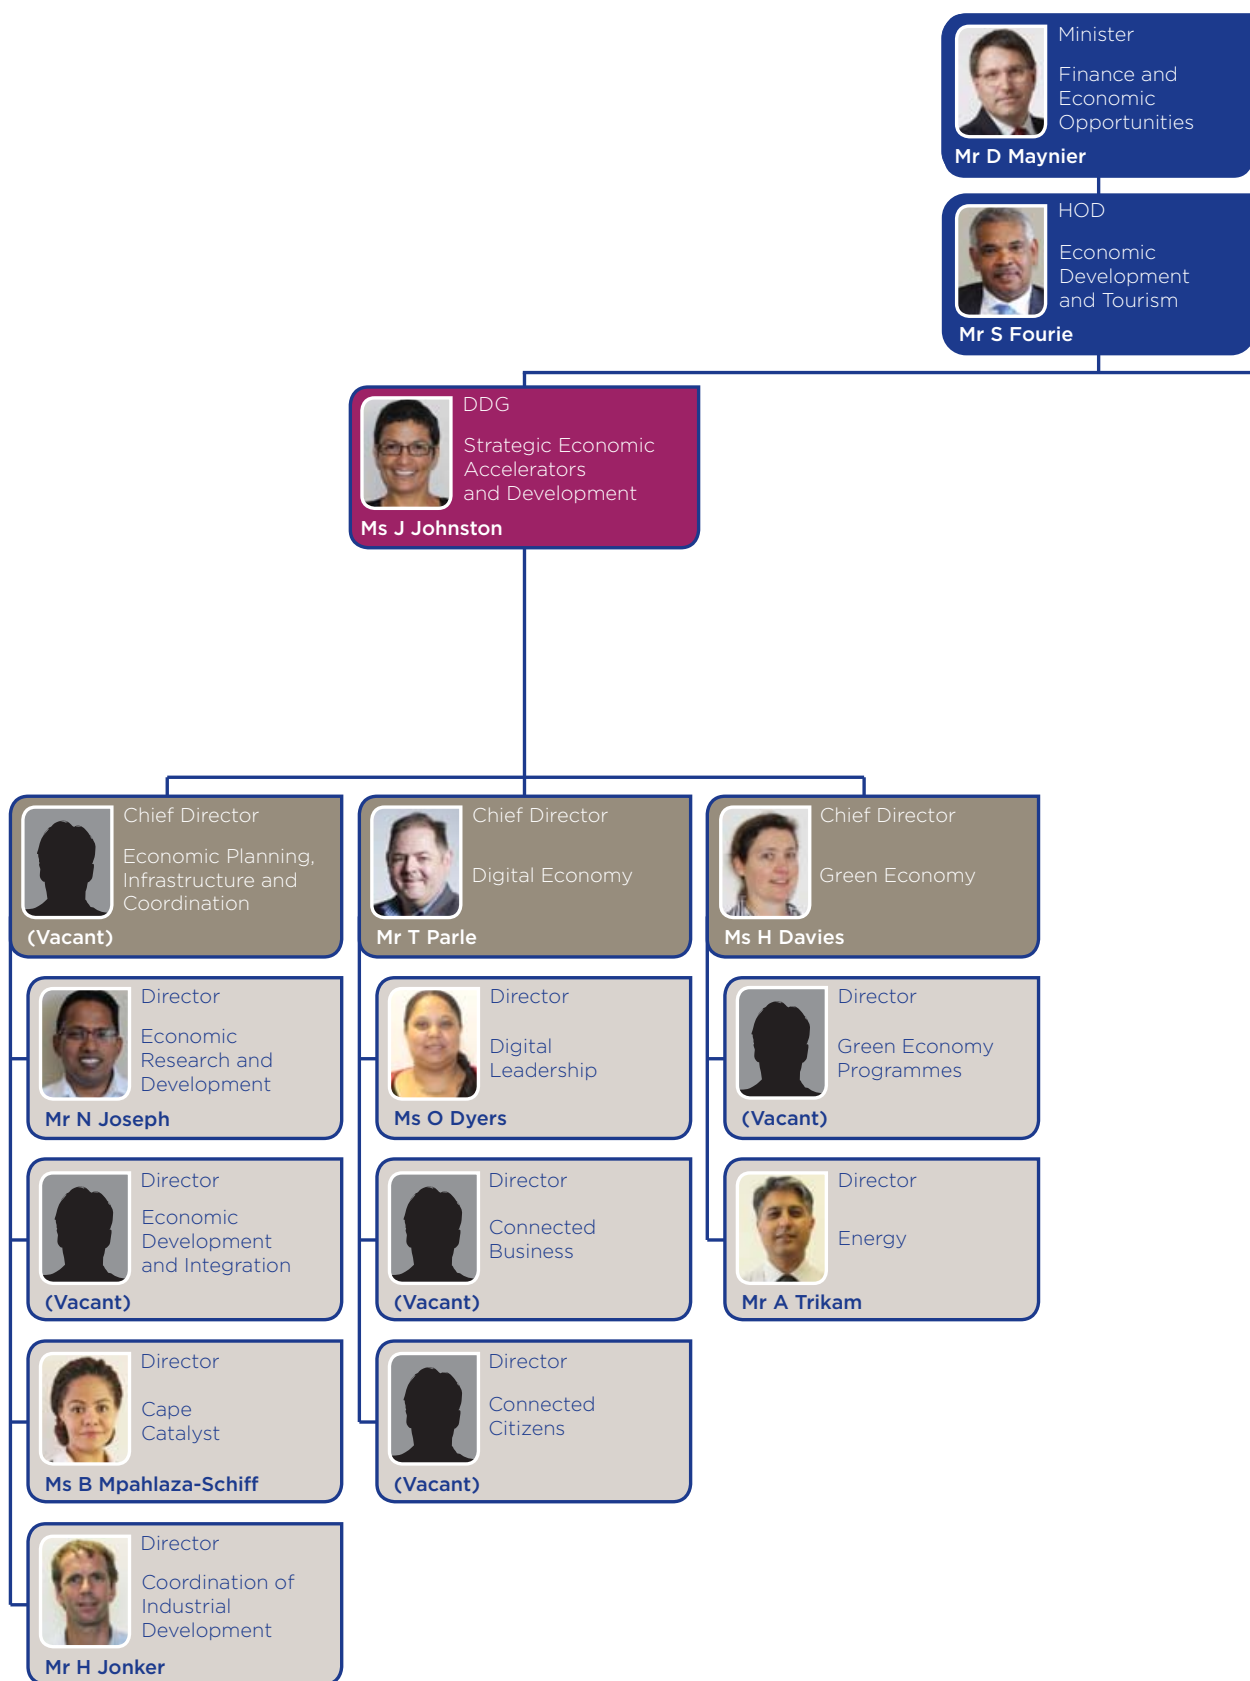 Minister
Finance and
Economic
Opportunities
Mr D Maynier
HOD
Economic
Development
and Tourism
Mr S Fourie
DDG
Strategic Economic
Accelerators
and Development
Ms J Johnston
Chief Director
Economic Planning,
Infrastructure and
Coordination
(Vacant)
Director
Economic
Research and
Development
Mr N Joseph
Director
Economic
Development
and Integration
(Vacant)
Director
Cape
Catalyst
Ms B Mpahlaza-Schiff
Director
Coordination of
Industrial
Development
Mr H Jonker
Chief Director
Digital Economy
Mr T Parle
Director
Digital
Leadership
Ms O Dyers
Director
Connected
Business
(Vacant)
Director
Connected
Citizens
(Vacant)
Chief Director
Green Economy
Ms H Davies
Director
Green Economy
Programmes
(Vacant)
Director
Energy
Mr A Trikam